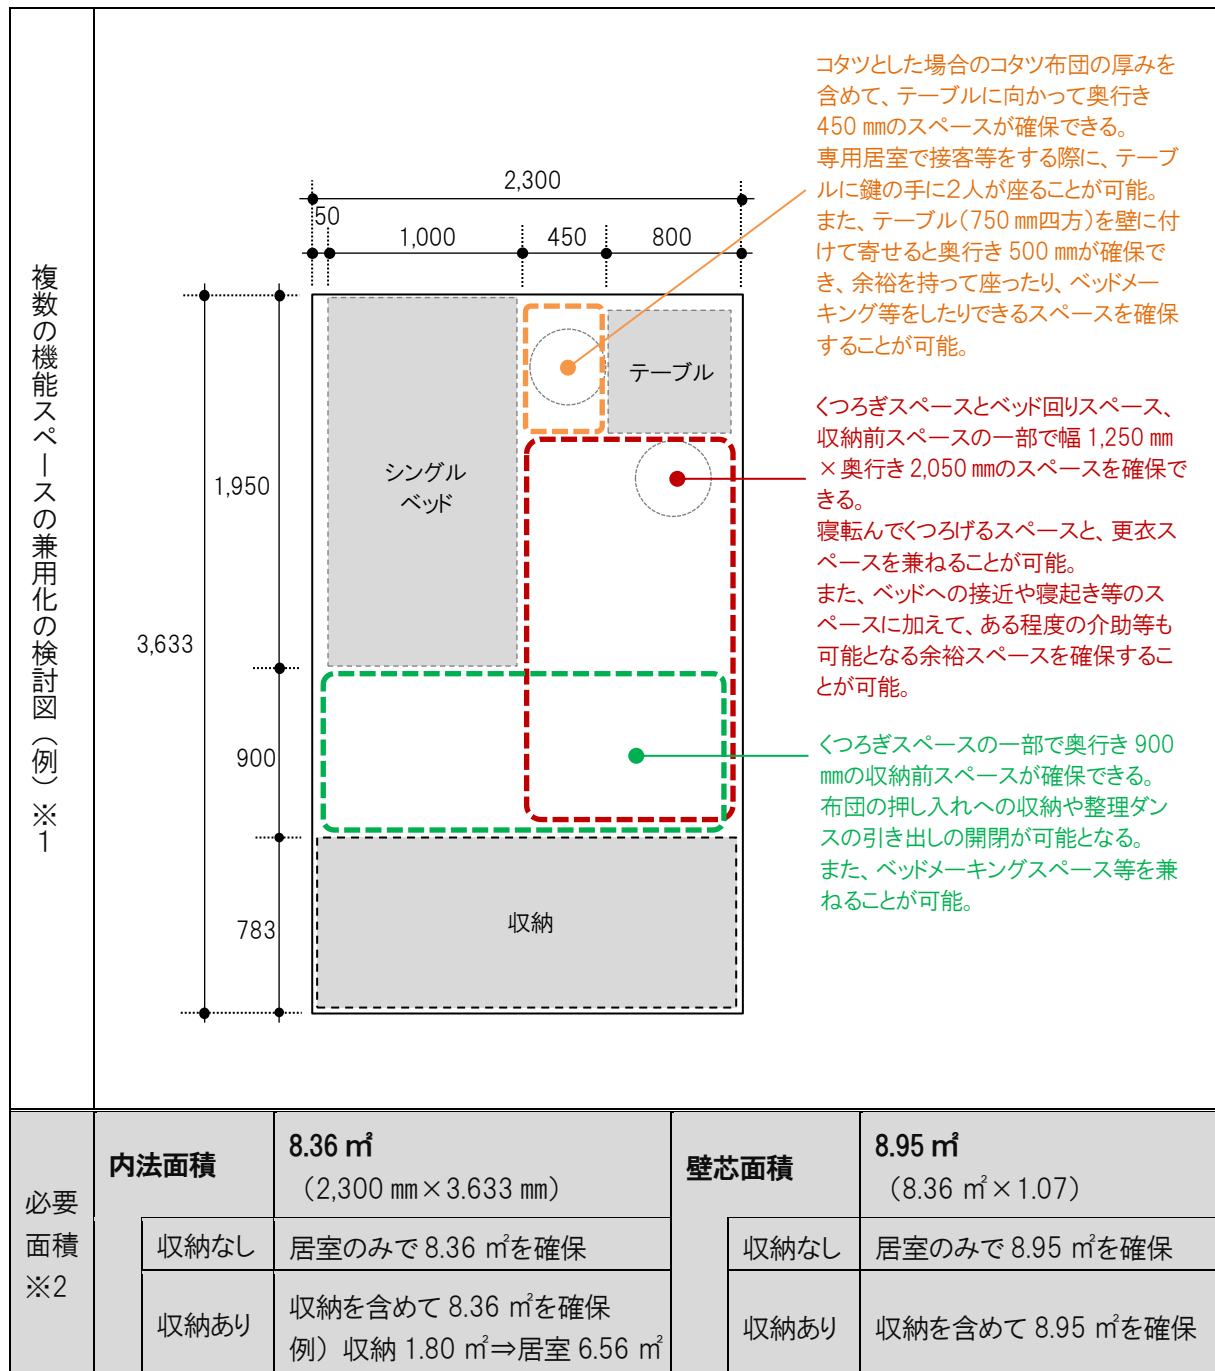 複数の機能スペースの兼用化の検討図（例）※1
2,300
50
1,000
450
800
1,950
3,633
900
783
シングル
ベッド
テーブル
収納
コタツとした場合のコタツ布団の厚みを
含めて、テーブルに向かって奥行き
450 ㎜のスペースが確保できる。
専用居室で接客等をする際に、テーブ
ルに鍵の手に2人が座ることが可能。
また、テーブル（750 ㎜四方）を壁に付
けて寄せると奥行き 500 ㎜が確保で
き、余裕を持って座ったり、ベッドメー
キング等をしたりできるスペースを確保
することが可能。
くつろぎスペースとベッド回りスペース、
収納前スペースの一部で幅 1,250 ㎜
×奥行き 2,050 ㎜のスペースを確保で
きる。
寝転んでくつろげるスペースと、更衣ス
ペースを兼ねることが可能。
また、ベッドへの接近や寝起き等のス
ペースに加えて、ある程度の介助等も
可能となる余裕スペースを確保するこ
とが可能。
くつろぎスペースの一部で奥行き 900
㎜の収納前スペースが確保できる。
布団の押し入れへの収納や整理ダン
スの引き出しの開閉が可能となる。
また、ベッドメーキングスペース等を兼
ねることが可能。
必要
面積
※2
内法面積
8.36 ㎡
（2,300 ㎜×3.633 ㎜）
収納なし
居室のみで 8.36 ㎡を確保
収納あり
収納を含めて 8.36 ㎡を確保
例）収納 1.80 ㎡⇒居室 6.56 ㎡
壁芯面積
8.95 ㎡
（8.36 ㎡×1.07）
収納なし
居室のみで 8.95 ㎡を確保
収納あり
収納を含めて 8.95 ㎡を確保